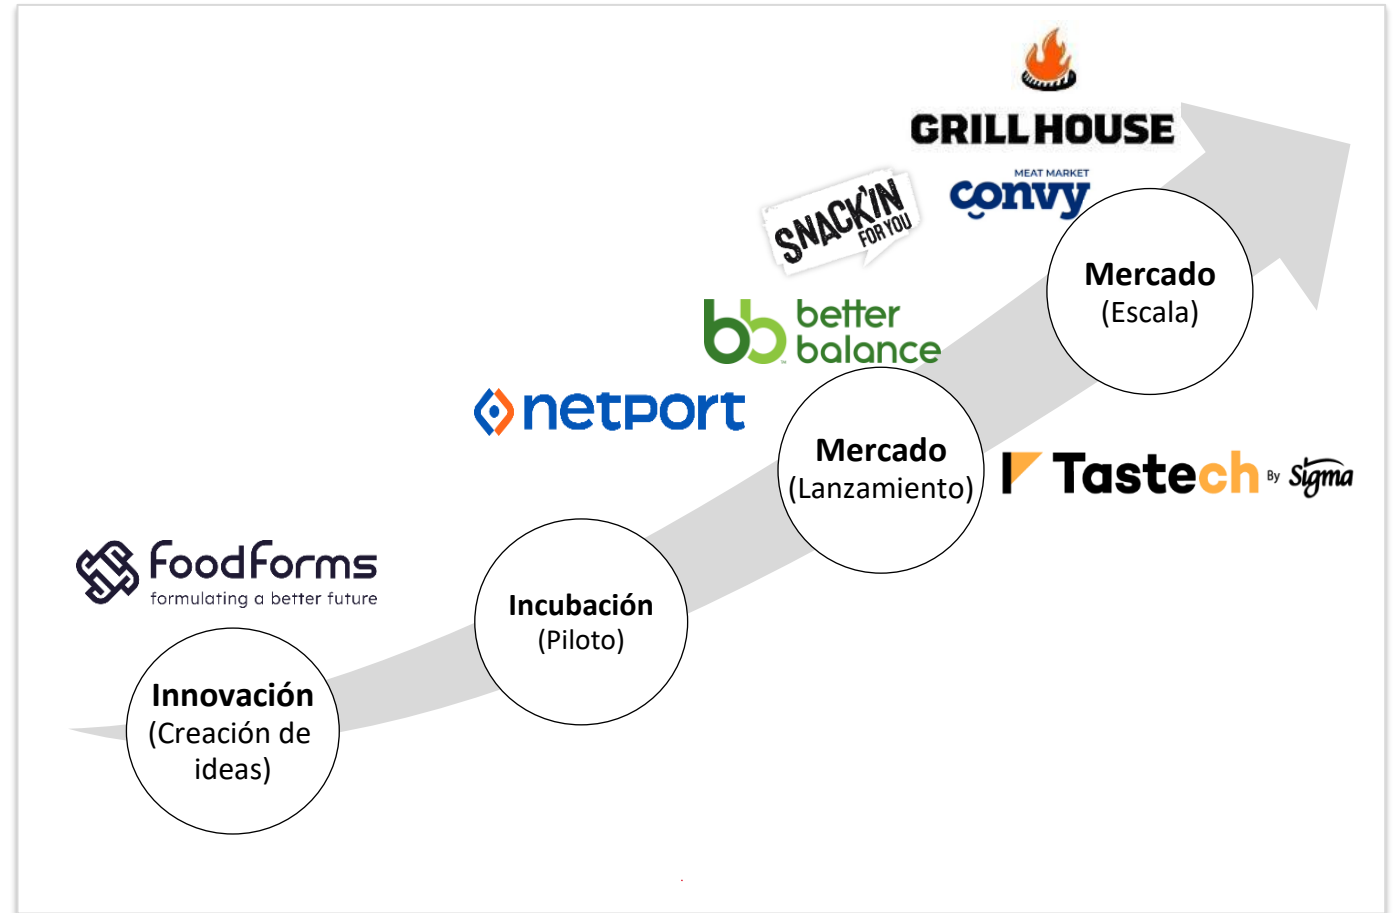 GRILL HOUSE
MEAT MARKET
convy
SNACK'IN
FOR YOU
Mercado
(Escala)
bb better
balance
netport
Mercado
(Lanzamiento)
Tastech By Sigma
FoodForms
formulating a better future
Incubación
(Piloto)
Innovación
(Creación de
ideas)